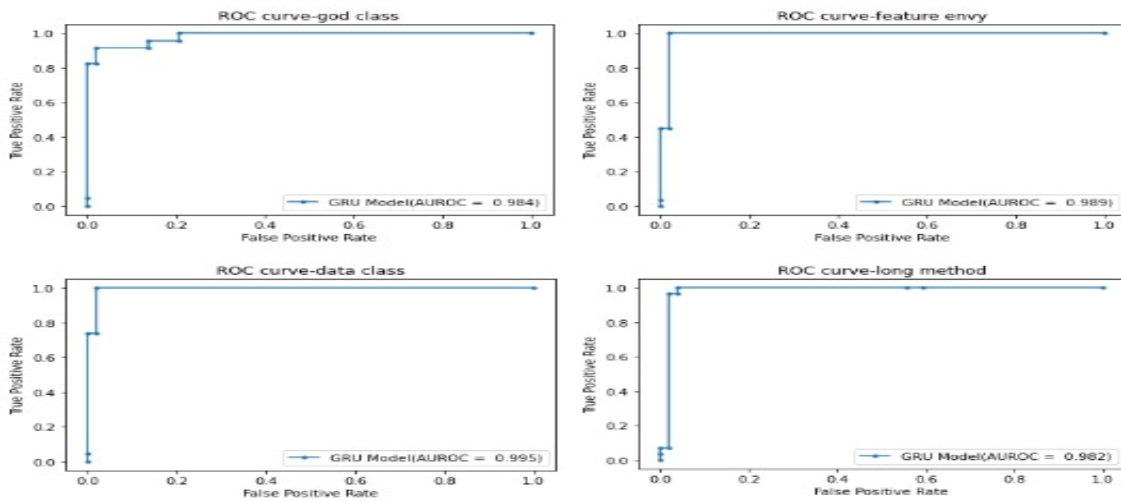 ROC curve-god class
True Positive Rate
1.0
0.8
0.6
0.4
0.2
0.0
GRU Model(AUROC = 0.984)
0.0 0.2 0.4 0.6 0.8 1.0
False Positive Rate
ROC curve-feature envy
True Positive Rate
1.0
0.8
0.6
0.4
0.2
0.0
GRU Model(AUROC = 0.989)
0.0 0.2 0.4 0.6 0.8 1.0
False Positive Rate
ROC curve-data class
True Positive Rate
1.0
0.8
0.6
0.4
0.2
0.0
GRU Model(AUROC = 0.995)
0.0 0.2 0.4 0.6 0.8 1.0
False Positive Rate
ROC curve-long method
True Positive Rate
1.0
0.8
0.6
0.4
0.2
0.0
GRU Model(AUROC = 0.982)
0.0 0.2 0.4 0.6 0.8 1.0
False Positive Rate